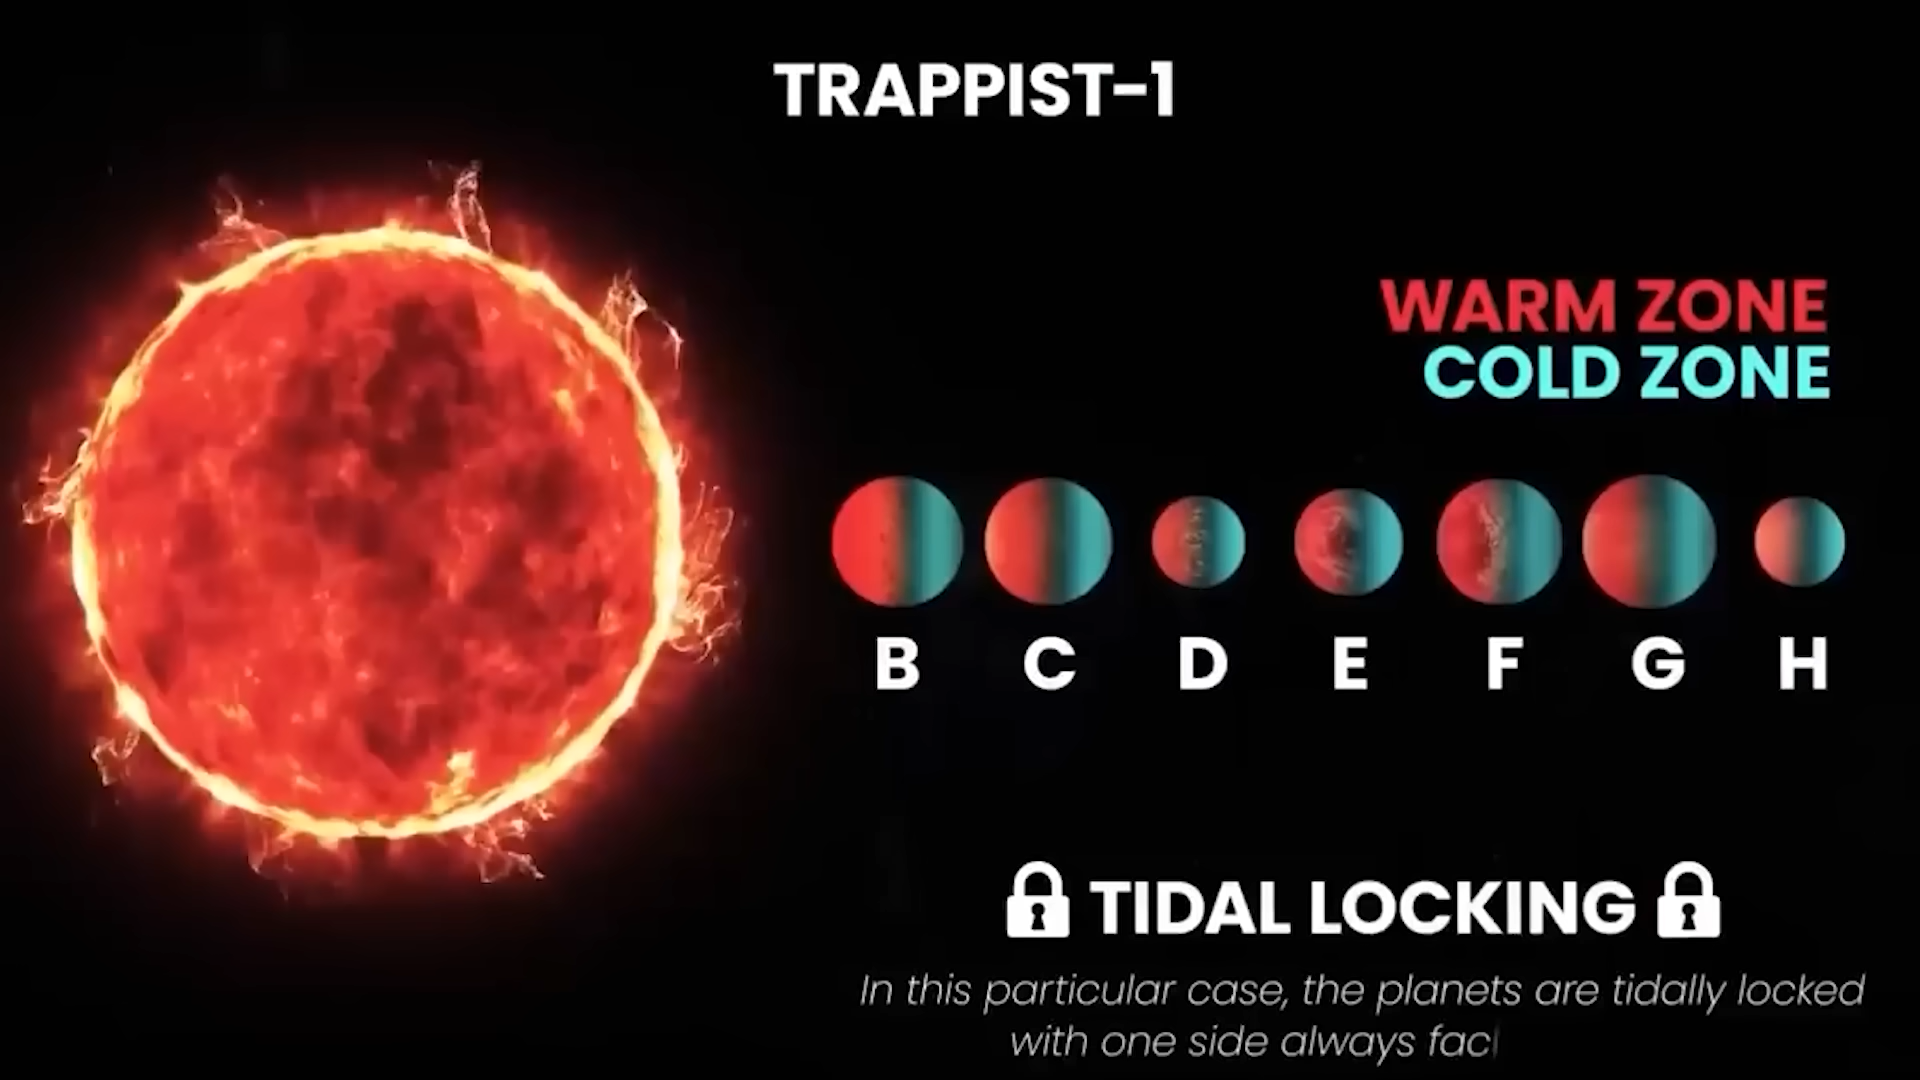 TRAPPIST-1
WARM ZONE
COLD ZONE
B C D E F G H
TIDAL LOCKING
In this particular case, the planets are tidally locked
with one side always fac